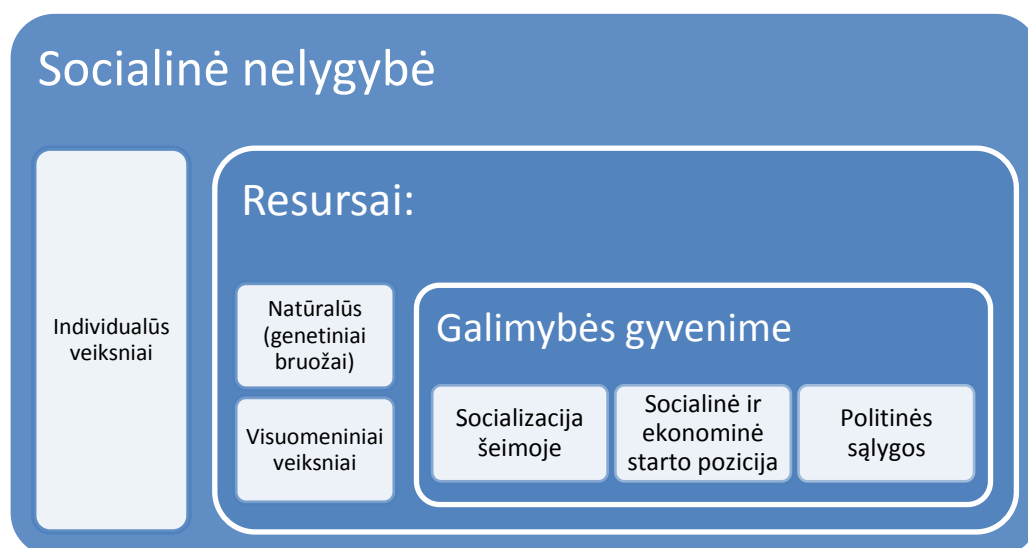 Socialinė nelygybė
Individualūs
veiksniai
Resursai:
Natūralūs
(genetiniai
bruožai)
Visuomeniniai
veiksniai
Galimybės gyvenime
Socializacija
šeimoje
Socialinė ir
ekonominė
starto pozicija
Politinės
sąlygos